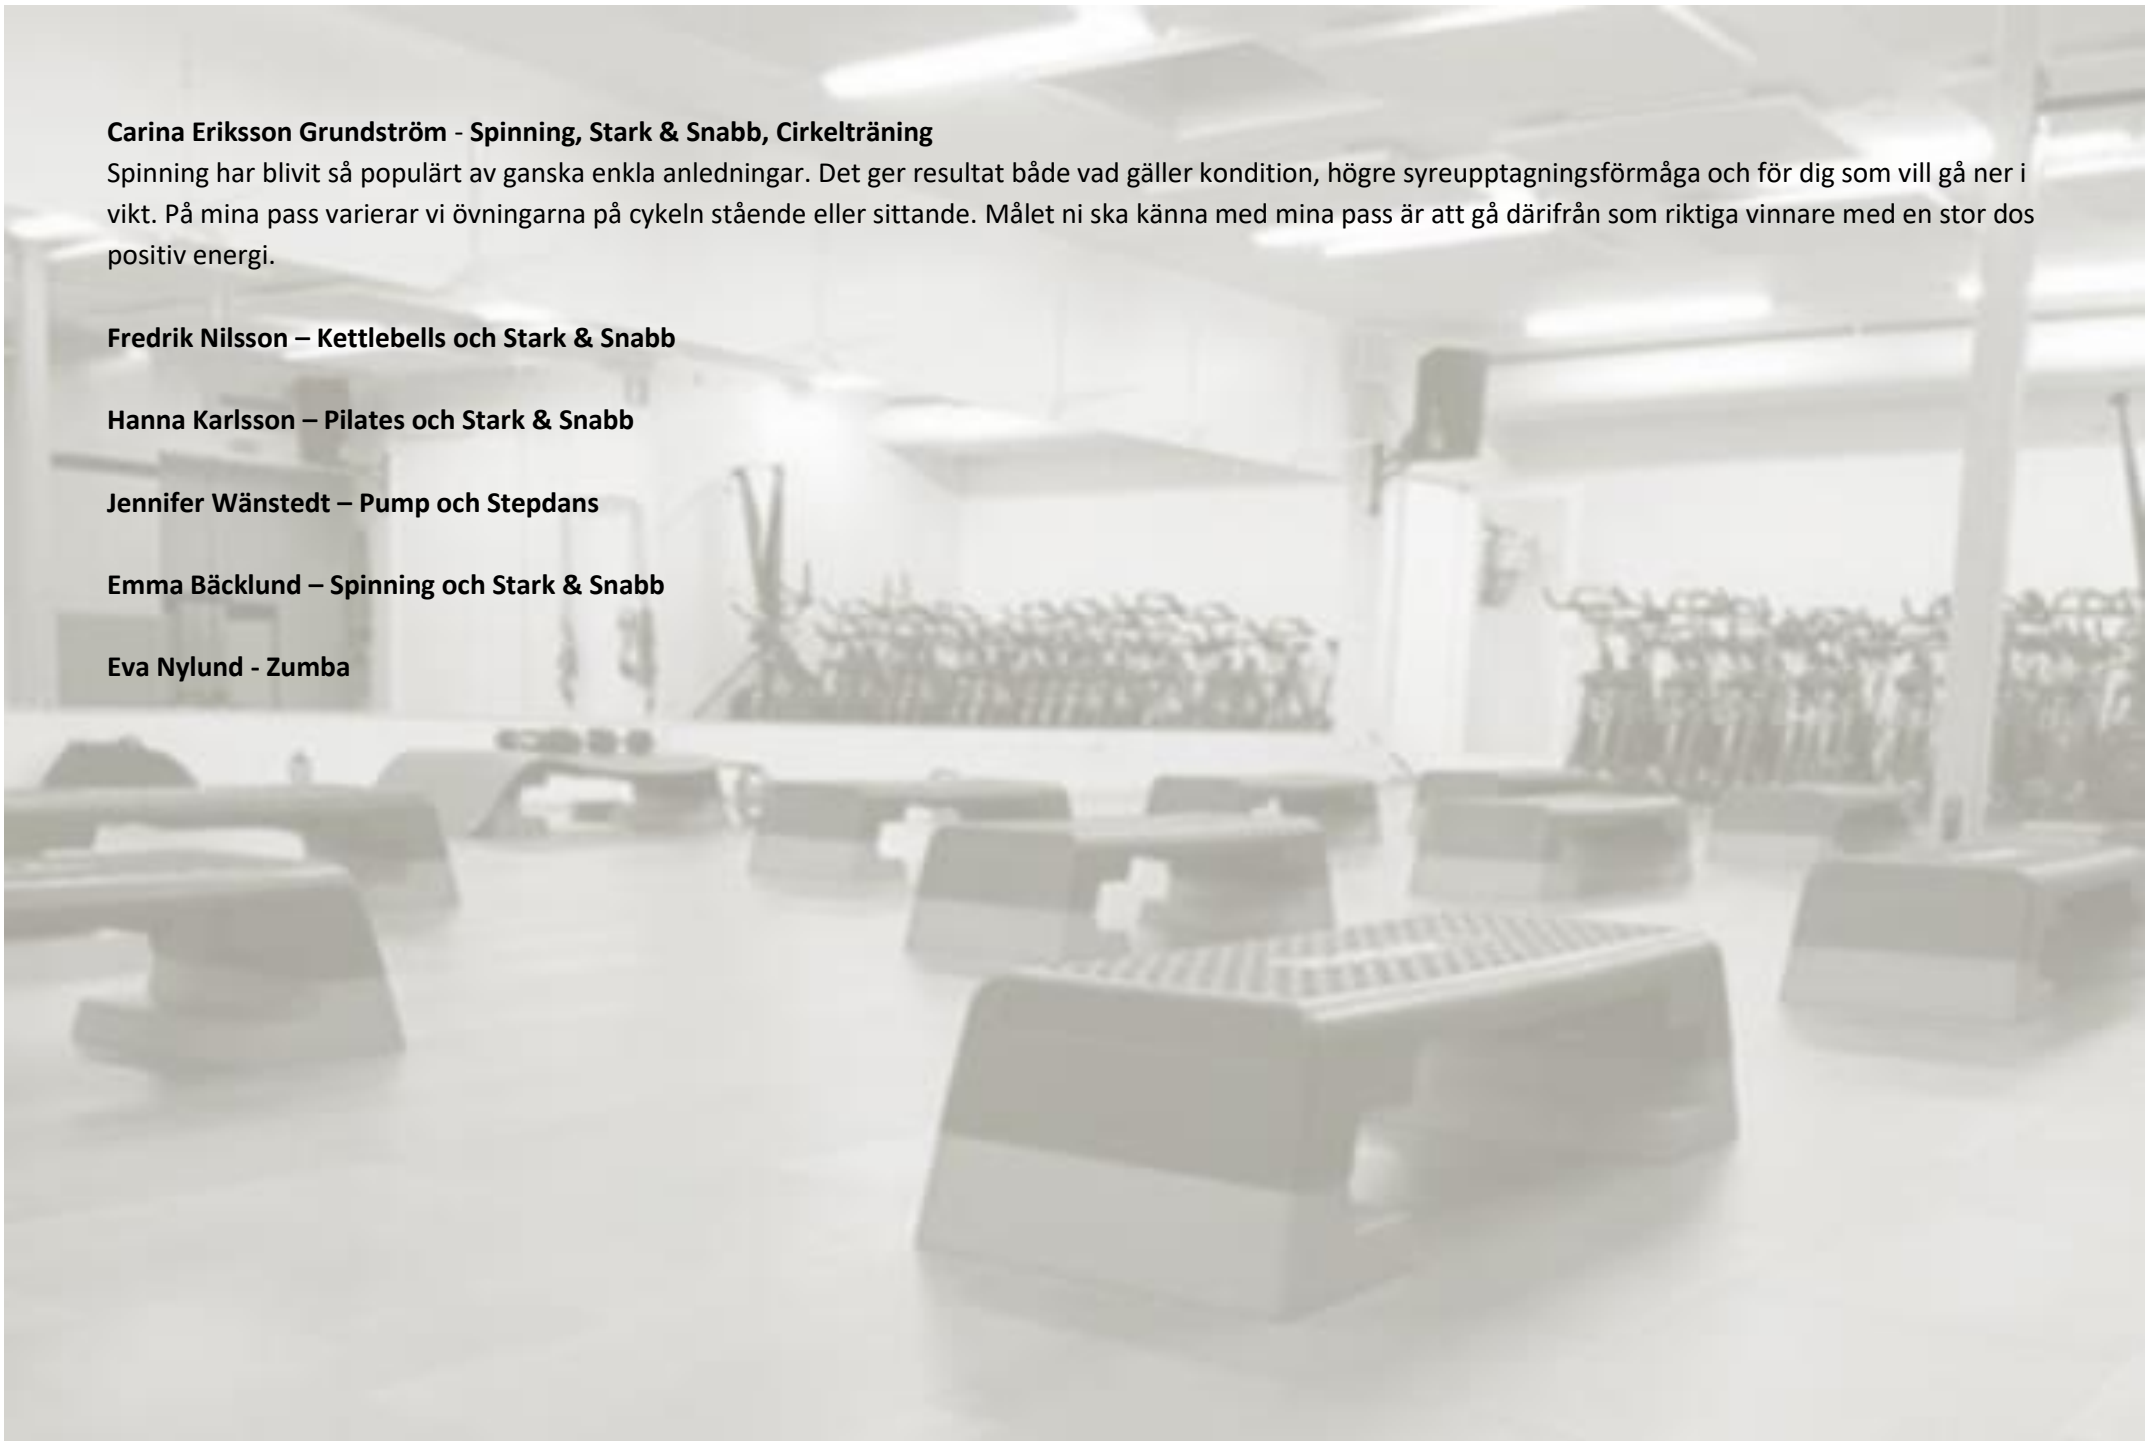 Carina Eriksson Grundström - Spinning, Stark & Snabb, Cirkelträning
Spinning har blivit så populärt av ganska enkla anledningar. Det ger resultat både vad gäller kondition, högre syreupptagningsförmåga och för dig som vill gå ner i
vikt. På mina pass varierar vi övningarna på cykeln stående eller sittande. Målet ni ska känna med mina pass är att gå därifrån som riktiga vinnare med en stor dos
positiv energi.
Fredrik Nilsson – Kettlebells och Stark & Snabb
Hanna Karlsson – Pilates och Stark & Snabb
Jennifer Wänstedt – Pump och Stepdans
Emma Bäcklund – Spinning och Stark & Snabb
Eva Nylund - Zumba